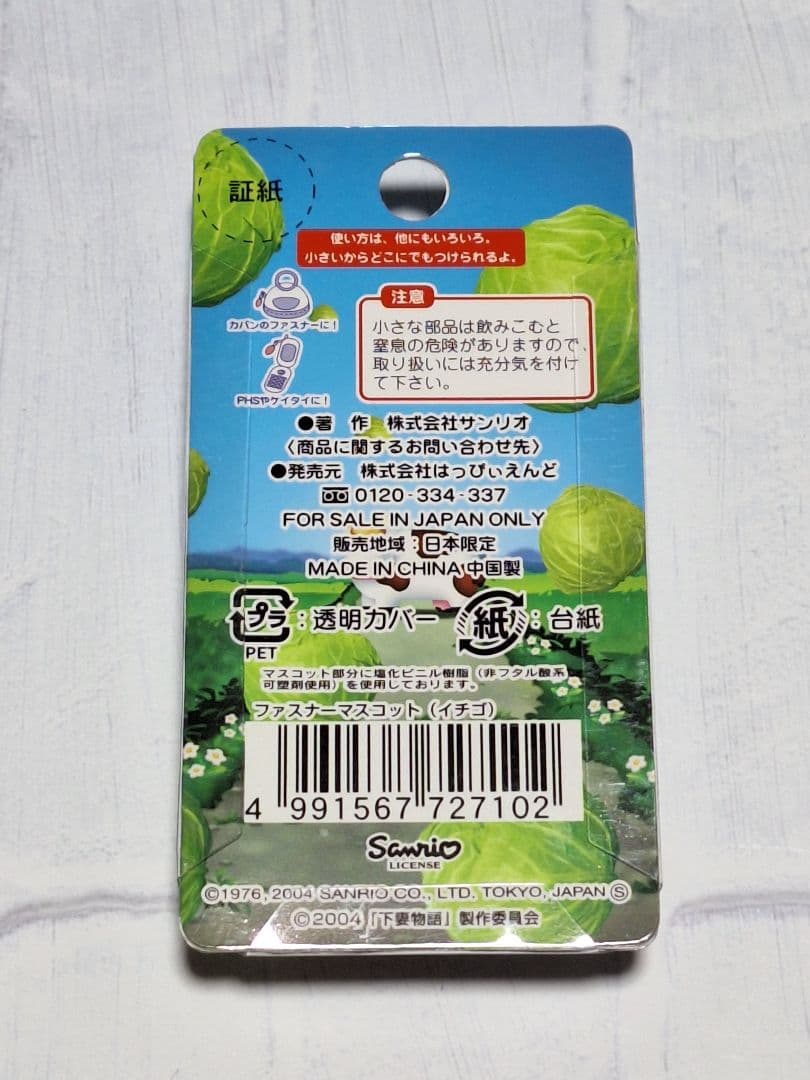 証紙
使い方は、他にもいろいろ。
小さいからどこにでもつけられるよ。
カバンのファスナーに!
PHSやケイタイに!
注意
小さな部品は飲みこむと
窒息の危険がありますので、
取り扱いには充分気を付け
て下さい。
●著 作 株式会社サンリオ
〈商品に関するお問い合わせ先〉
●発売元 株式会社はっぴぃえんど
0120-334-337
FOR SALE IN JAPAN ONLY
販売地域:日本限定
MADE IN CHINA 中国製
プラ:透明カバー 紙:台紙
PET
マスコット部分に塩化ビニル樹脂(非フタル酸系
可塑剤使用)を使用しております。
ファスナーマスコット(イチゴ)
4 991567 727102
Sanrio
LICENSE
©1976, 2004 SANRIO CO., LTD. TOKYO, JAPAN Ⓢ
©2004「下妻物語」製作委員会